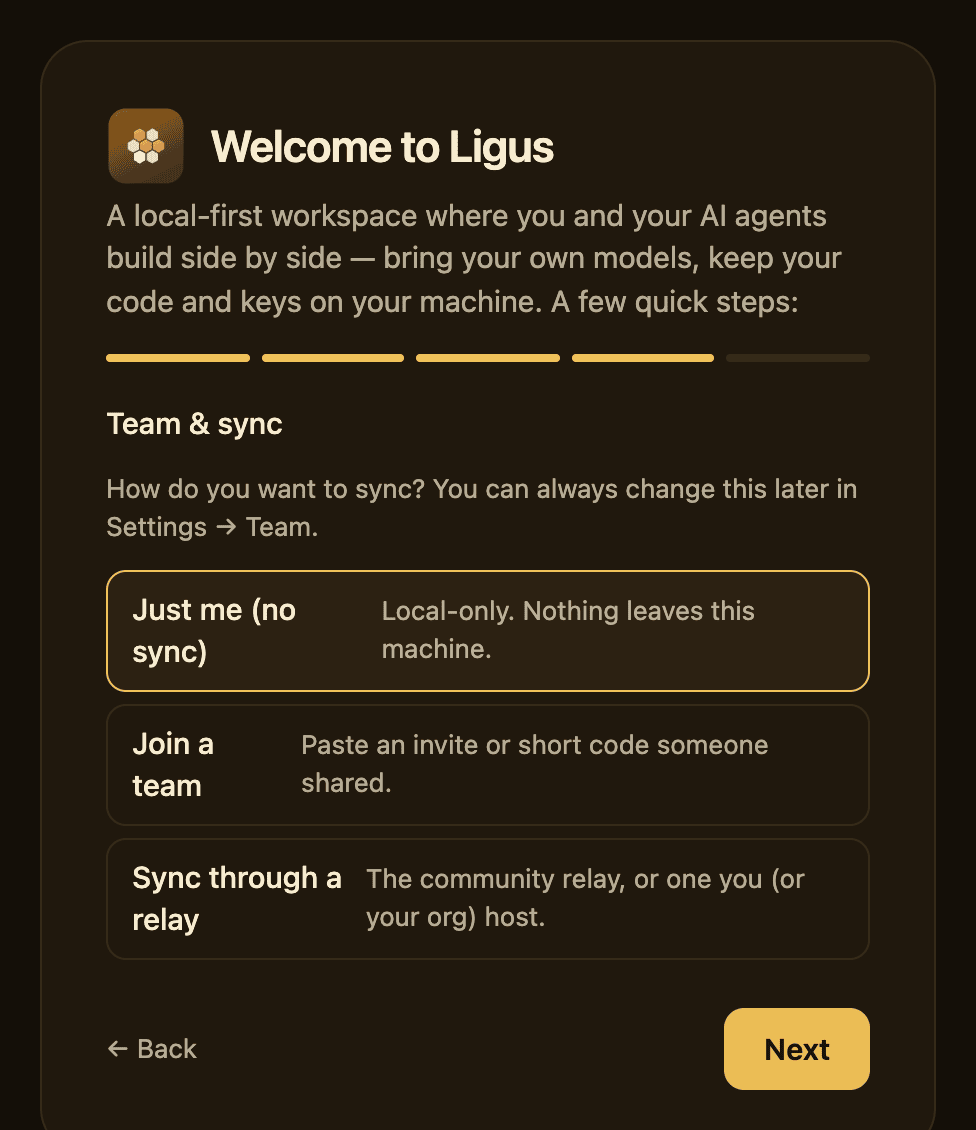 Welcome to Ligus
A local-first workspace where you and your AI agents
build side by side — bring your own models, keep your
code and keys on your machine. A few quick steps:
Team & sync
How do you want to sync? You can always change this later in
Settings → Team.
Just me (no
sync)
Local-only. Nothing leaves this
machine.
Join a
team
Paste an invite or short code someone
shared.
Sync through a
relay
The community relay, or one you (or
your org) host.
← Back
Next